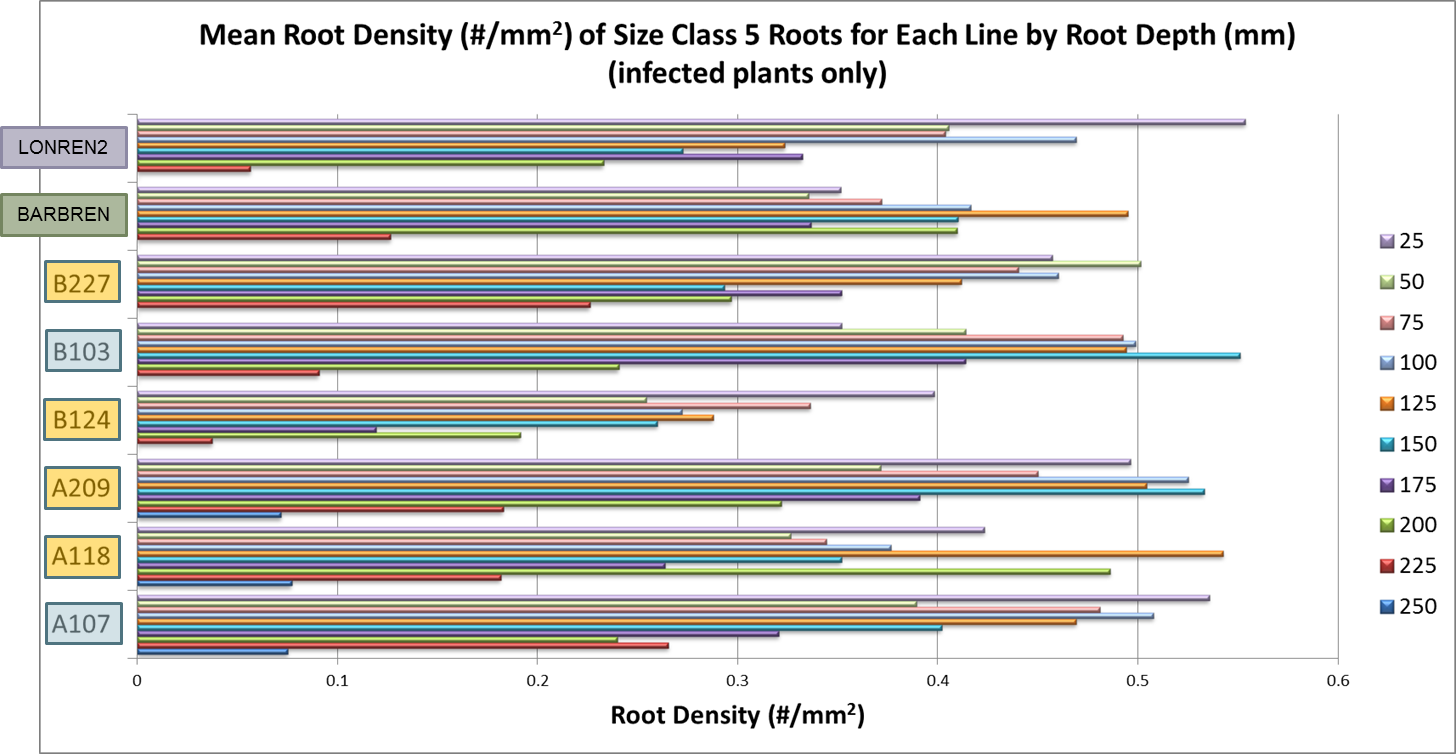 Mean Root Density (#/mm²) of Size Class 5 Roots for Each Line by Root Depth (mm)
(infected plants only)
LONREN2
BARBREN
B227
B103
B124
A209
A118
A107
25
50
75
100
125
150
175
200
225
250
0 0.1 0.2 0.3 0.4 0.5 0.6
Root Density (#/mm²)